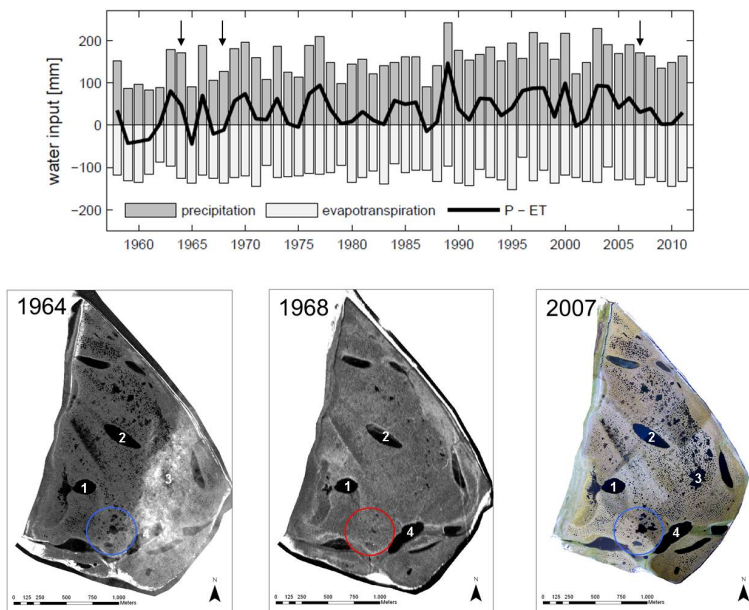 water input [mm]
200
100
0
−100
−200
precipitation
evapotranspiration
P − ET
1960 1965 1970 1975 1980 1985 1990 1995 2000 2005 2010
1964
2
3
1
N
0 125 250 500 750 1.000
Meters
1968
2
1
4
N
0 125 250 500 750 1.000
Meters
2007
2
3
1
4
N
0 125 250 500 750 1.000
Meters